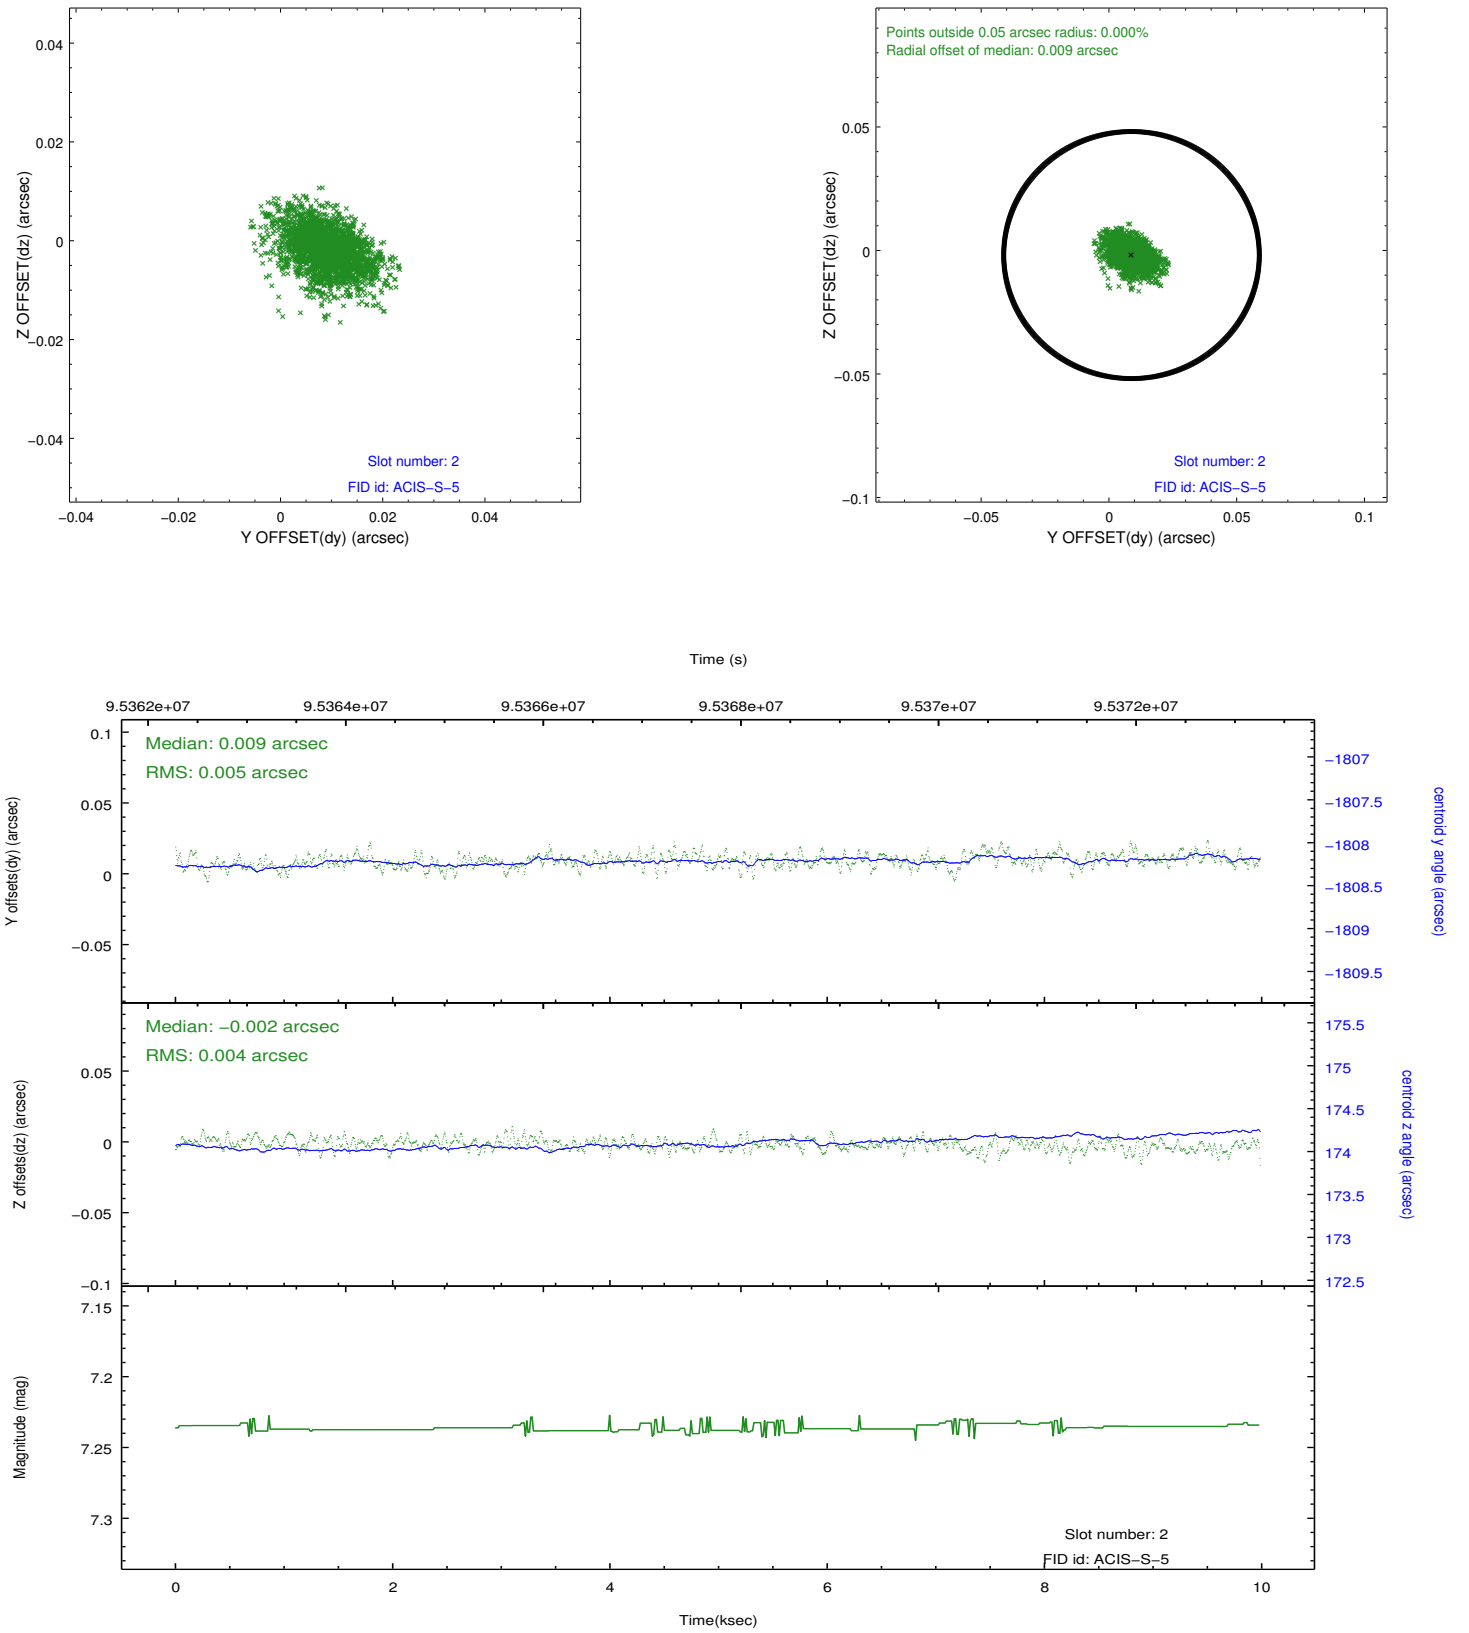 0.04
0.02
0
−0.02
−0.04
Z OFFSET(dz) (arcsec)
Slot number: 2
FID id: ACIS−S−5
−0.04 −0.02 0 0.02 0.04
Y OFFSET(dy) (arcsec)
Points outside 0.05 arcsec radius: 0.000%
Radial offset of median: 0.009 arcsec
0.05
0
−0.05
−0.1
Z OFFSET(dz) (arcsec)
Slot number: 2
FID id: ACIS−S−5
−0.05 0 0.05 0.1
Y OFFSET(dy) (arcsec)
Time (s)
9.5362e+07 9.5364e+07 9.5366e+07 9.5368e+07 9.537e+07 9.5372e+07
Median: 0.009 arcsec
RMS: 0.005 arcsec
0.1
0.05
0
−0.05
Y offsets(dy) (arcsec)
−1807
−1807.5
−1808
−1808.5
−1809
−1809.5
centroid y angle (arcsec)
Median: −0.002 arcsec
RMS: 0.004 arcsec
0.05
0
−0.05
−0.1
Z offsets(dz) (arcsec)
175.5
175
174.5
174
173.5
173
172.5
centroid z angle (arcsec)
7.15
7.2
7.25
7.3
Magnitude (mag)
Slot number: 2
FID id: ACIS−S−5
0 2 4 6 8 10
Time(ksec)